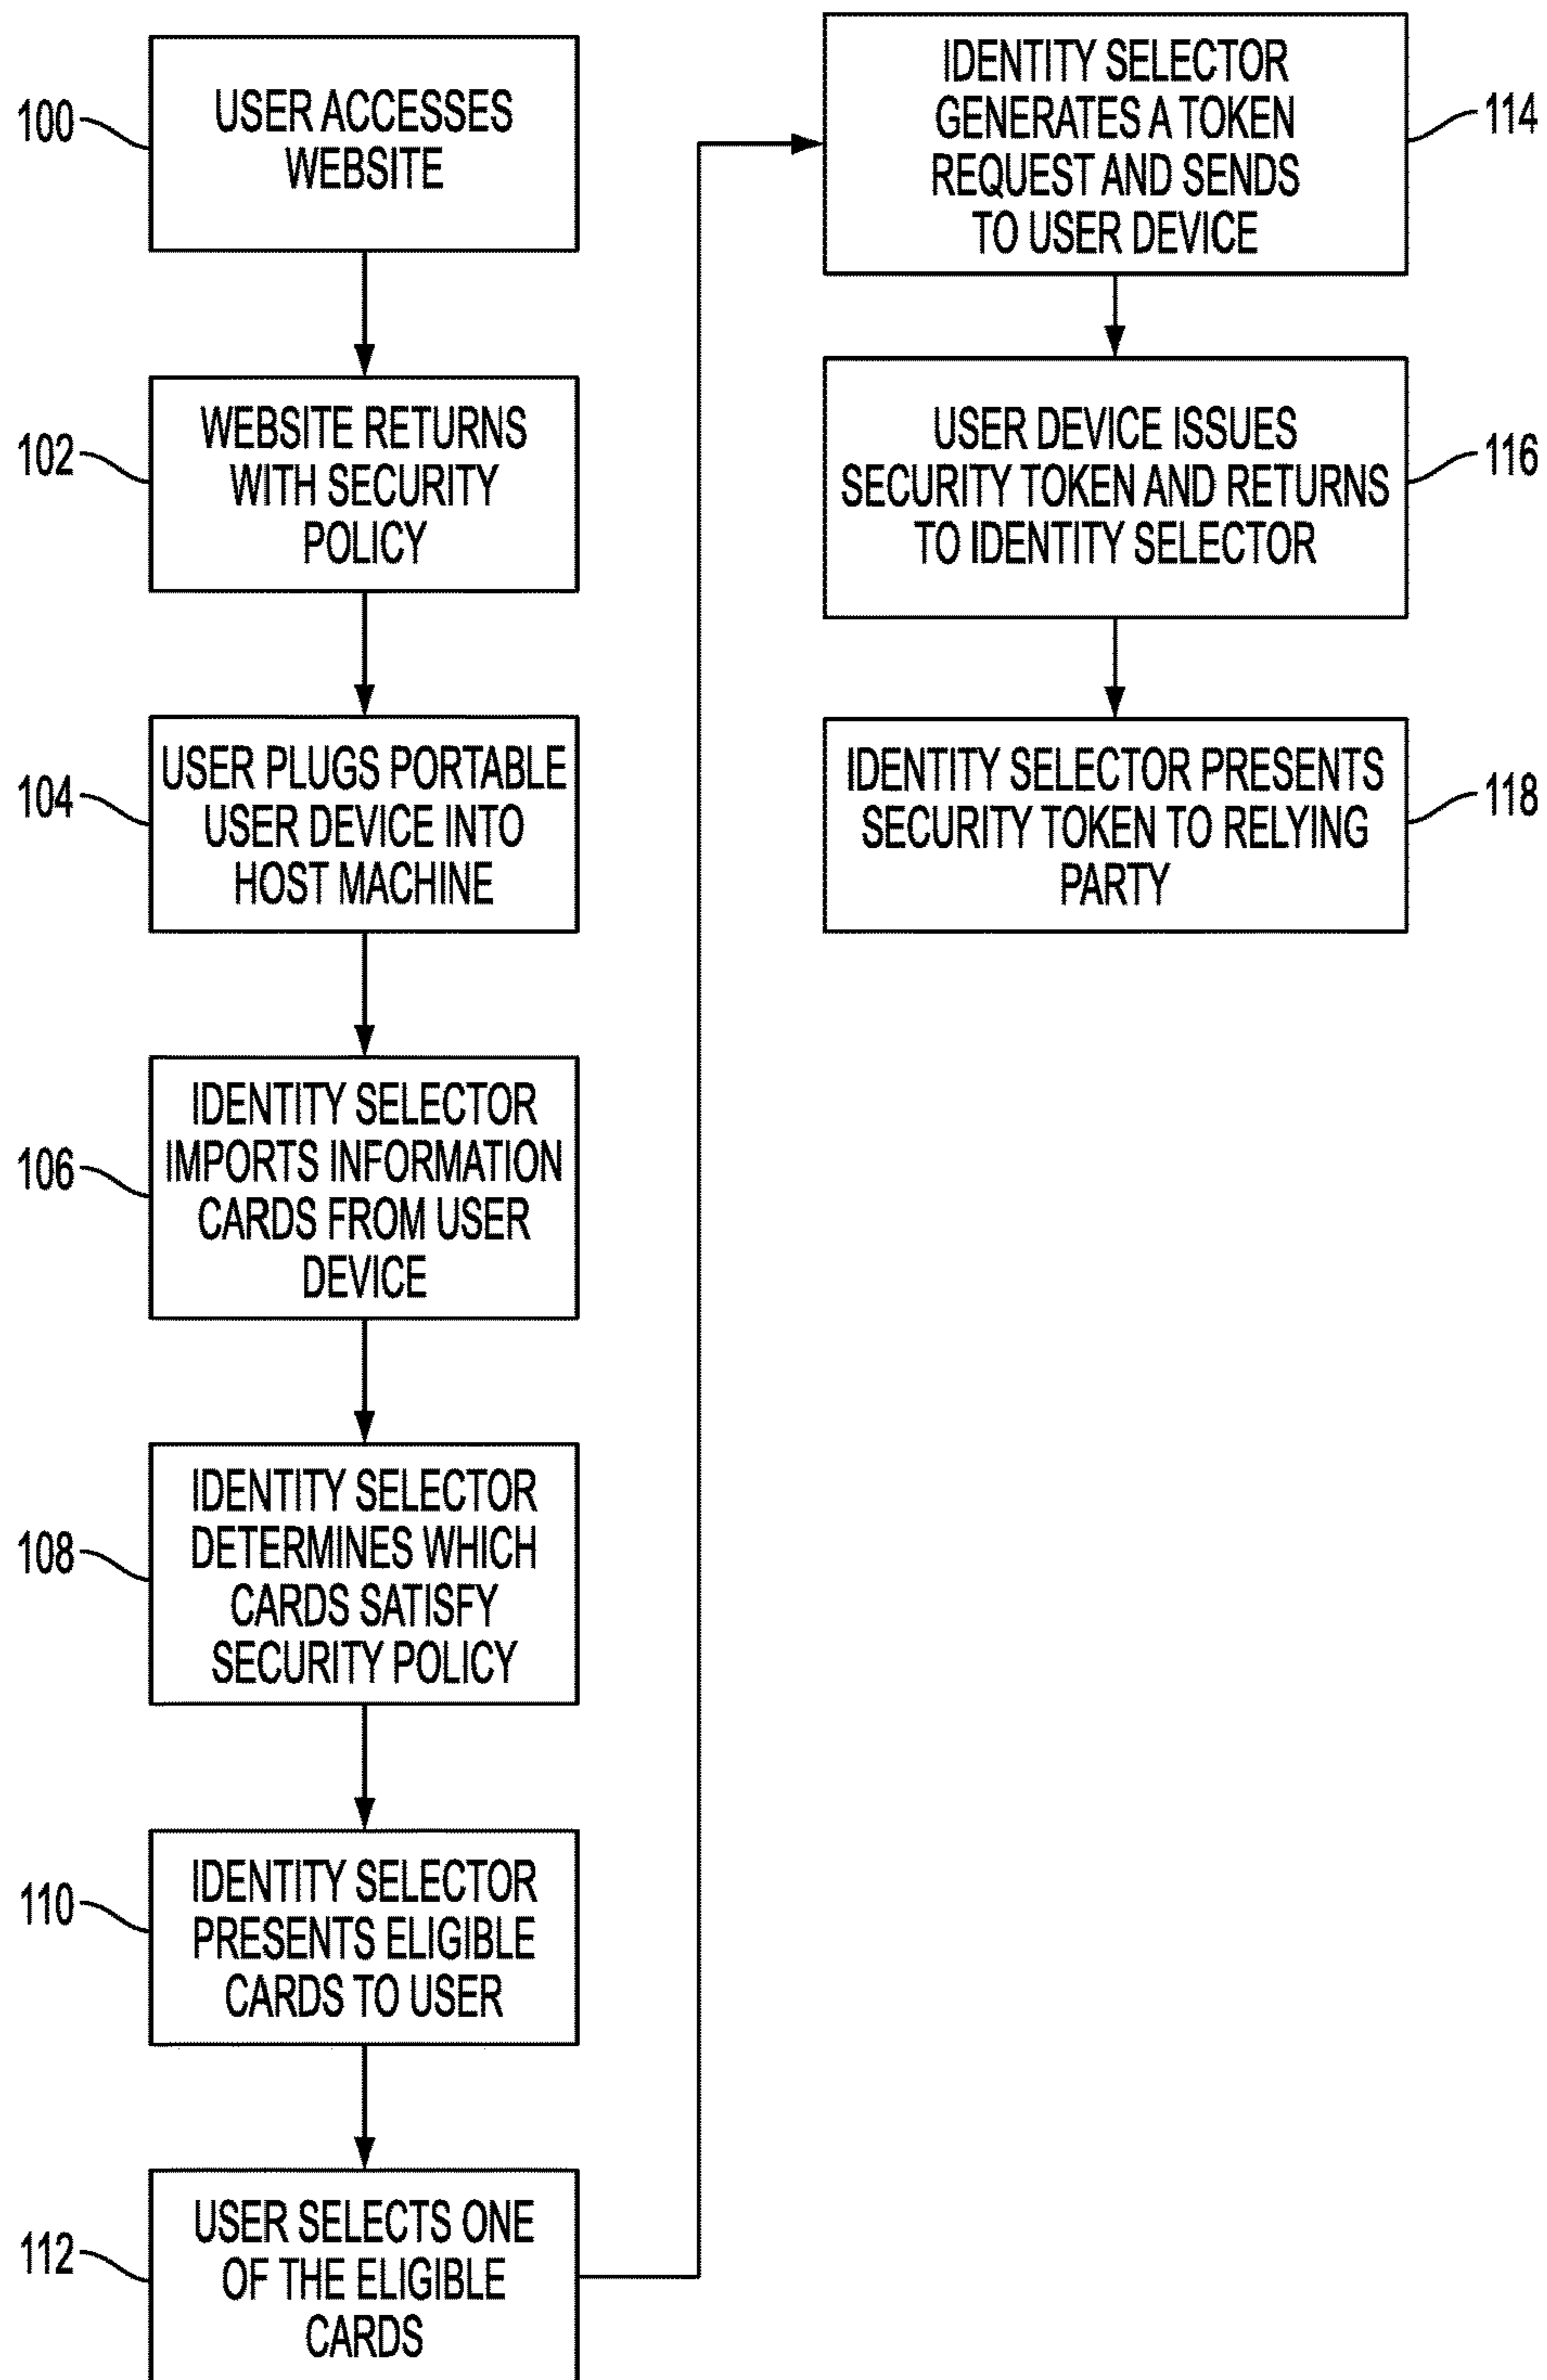 100
USER ACCESSES
WEBSITE
102
WEBSITE RETURNS
WITH SECURITY
POLICY
104
USER PLUGS PORTABLE
USER DEVICE INTO
HOST MACHINE
106
IDENTITY SELECTOR
IMPORTS INFORMATION
CARDS FROM USER
DEVICE
108
IDENTITY SELECTOR
DETERMINES WHICH
CARDS SATISFY
SECURITY POLICY
110
IDENTITY SELECTOR
PRESENTS ELIGIBLE
CARDS TO USER
112
USER SELECTS ONE
OF THE ELIGIBLE
CARDS
IDENTITY SELECTOR
GENERATES A TOKEN
REQUEST AND SENDS
TO USER DEVICE
114
USER DEVICE ISSUES
SECURITY TOKEN AND RETURNS
TO IDENTITY SELECTOR
116
IDENTITY SELECTOR PRESENTS
SECURITY TOKEN TO RELYING
PARTY
118